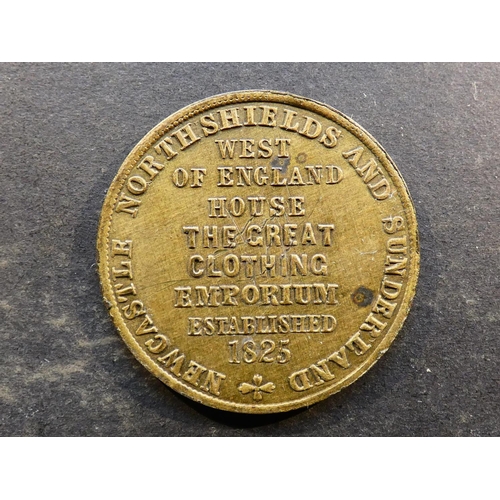 NEWCASTLE NORTH SHIELDS AND SUNDERLAND
WEST
OF ENGLAND
HOUSE
THE GREAT
CLOTHING
EMPORIUM
ESTABLISHED
1825